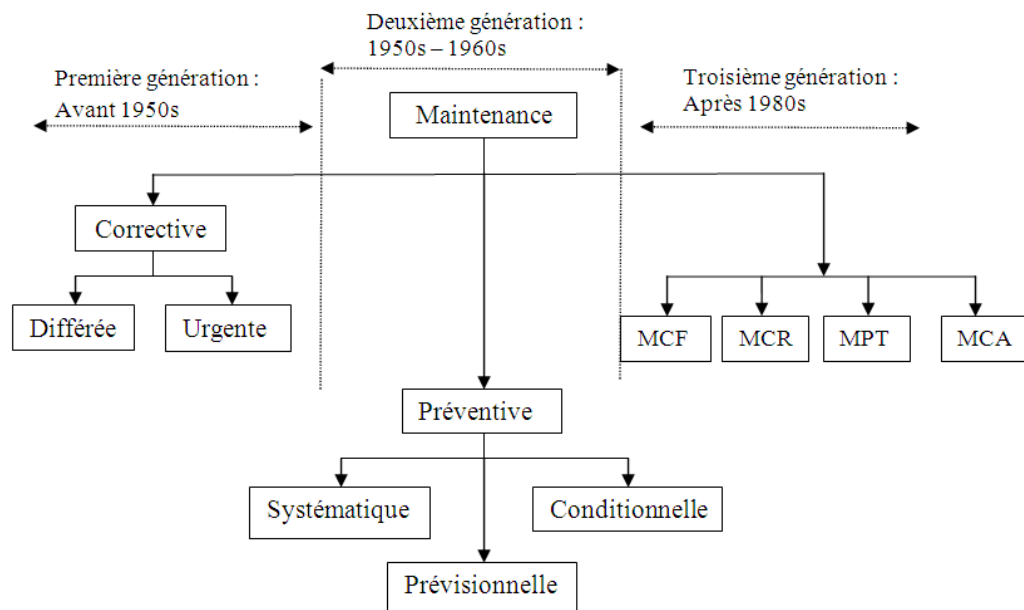 Deuxième génération :
1950s – 1960s
Première génération :
Avant 1950s
Troisième génération :
Après 1980s
Maintenance
Corrective
Différée
Urgente
MCF
MCR
MPT
MCA
Préventive
Systématique
Conditionnelle
Prévisionnelle